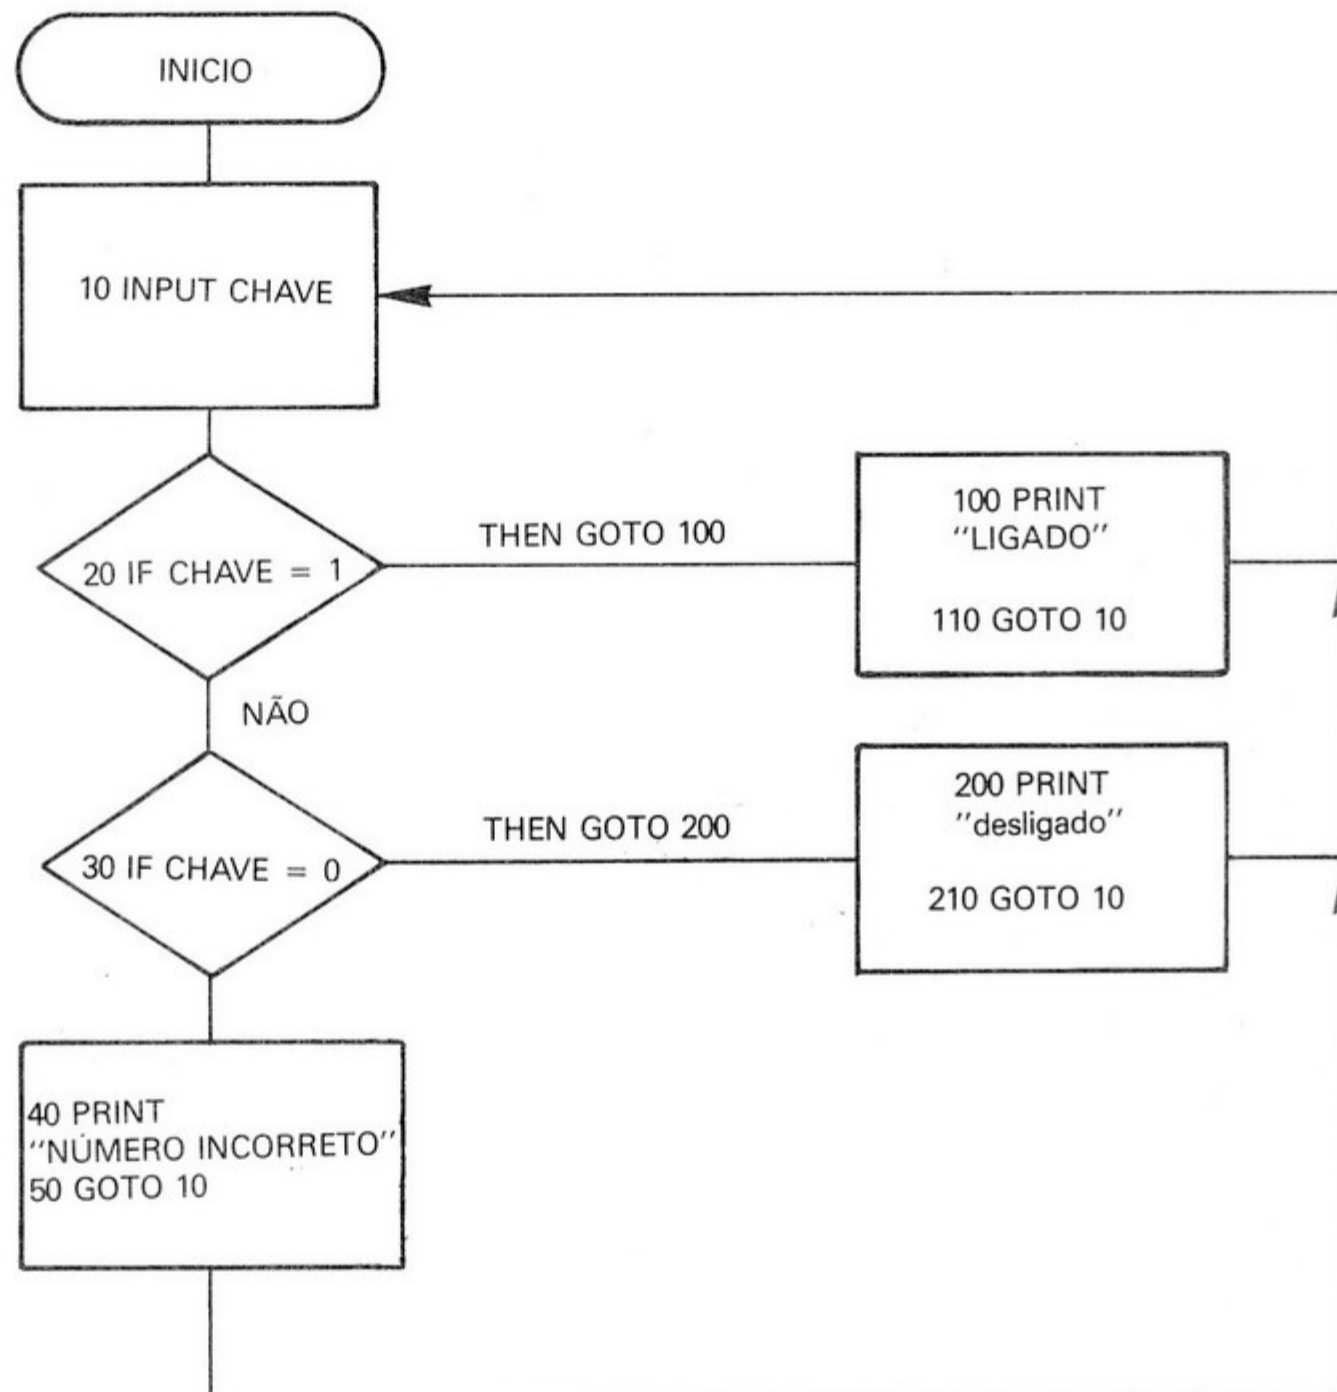 INICIO
10 INPUT CHAVE
20 IF CHAVE = 1
THEN GOTO 100
100 PRINT
"LIGADO"
110 GOTO 10
NÃO
30 IF CHAVE = 0
THEN GOTO 200
200 PRINT
"desligado"
210 GOTO 10
40 PRINT
"NÚMERO INCORRETO"
50 GOTO 10